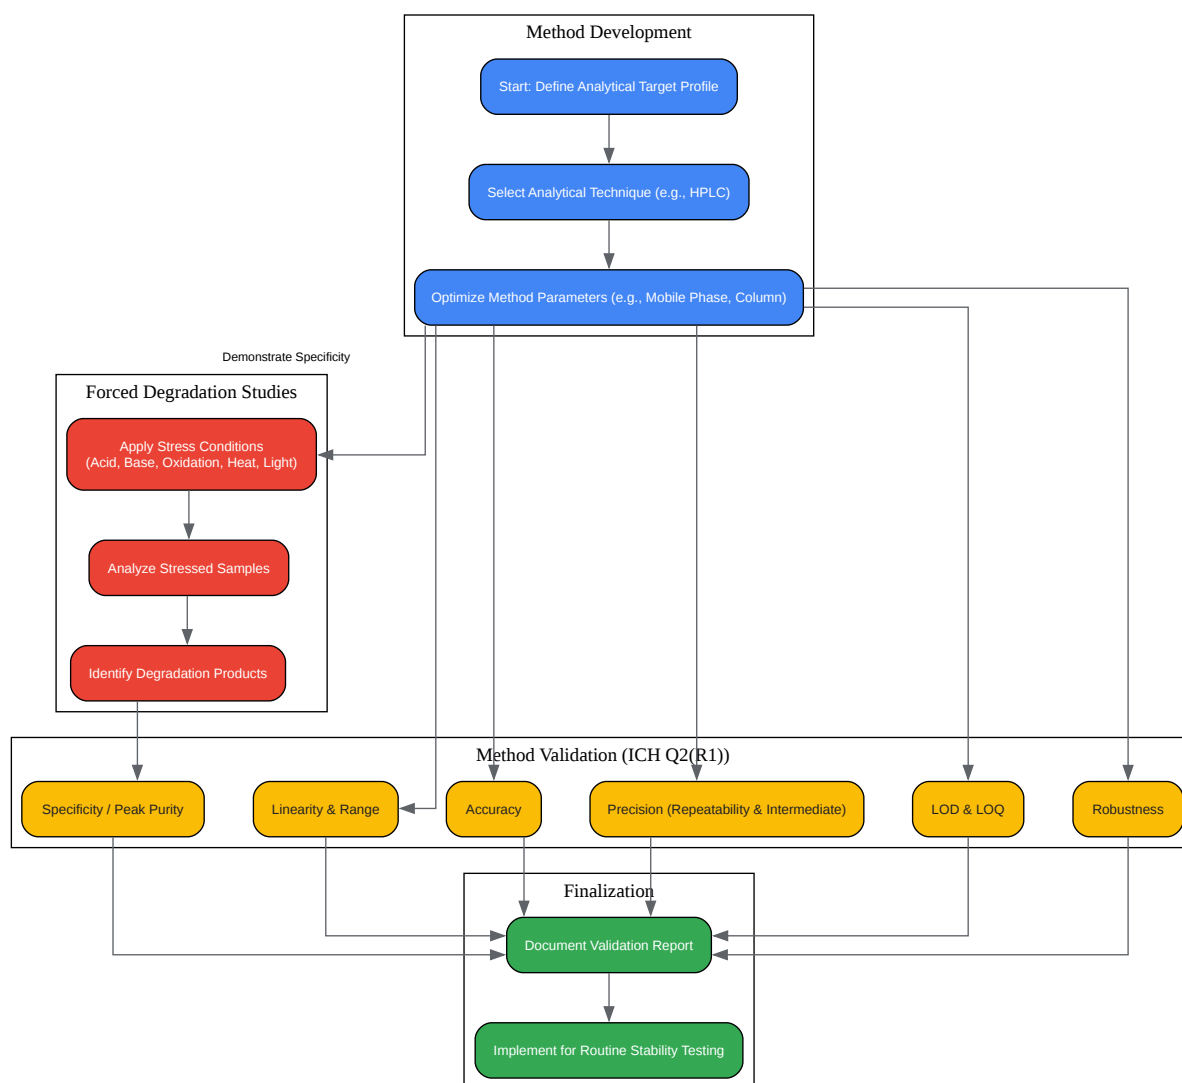 Method Development
Start: Define Analytical Target Profile
Select Analytical Technique (e.g., HPLC)
Optimize Method Parameters (e.g., Mobile Phase, Column)
Demonstrate Specificity
Forced Degradation Studies
Apply Stress Conditions
(Acid, Base, Oxidation, Heat, Light)
Analyze Stressed Samples
Identify Degradation Products
Method Validation (ICH Q2(R1))
Specificity / Peak Purity
Linearity & Range
Accuracy
Precision (Repeatability & Intermediate)
LOD & LOQ
Robustness
Finalization
Document Validation Report
Implement for Routine Stability Testing